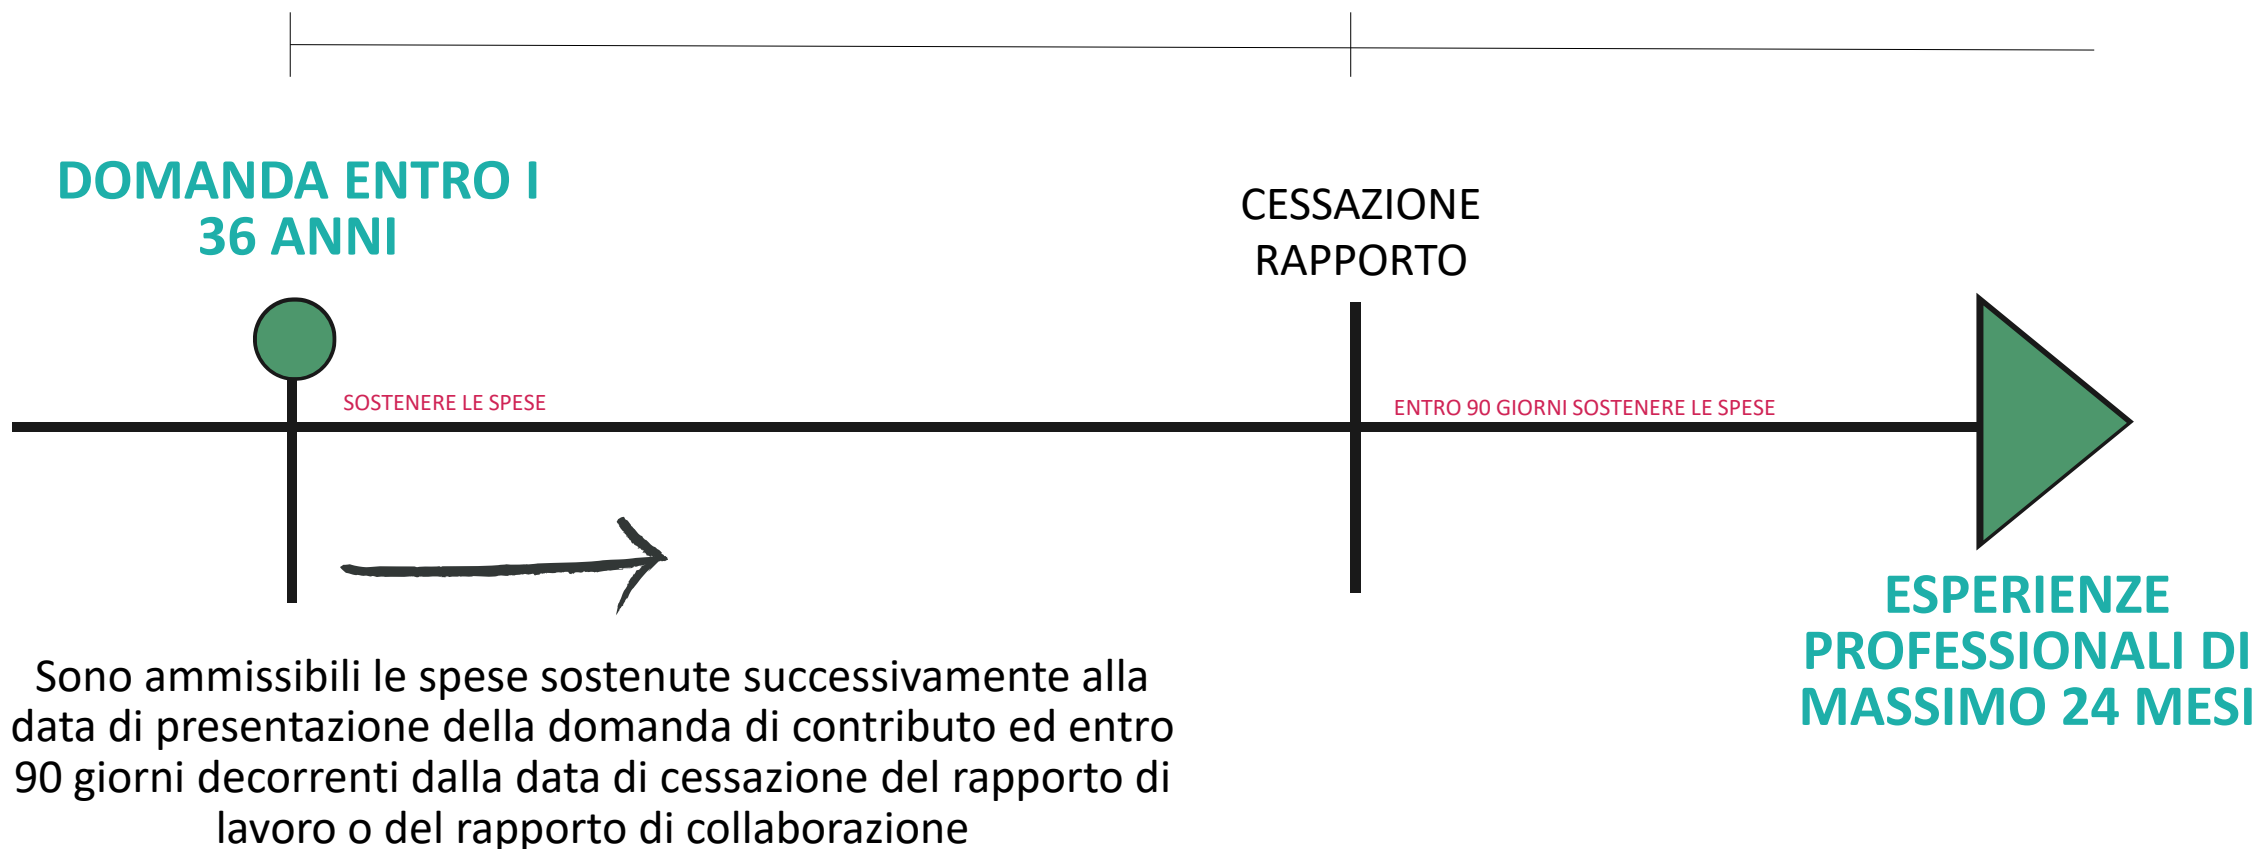 DOMANDA ENTRO I
36 ANNI
CESSAZIONE
RAPPORTO
SOSTENERE LE SPESE
ENTRO 90 GIORNI SOSTENERE LE SPESE
ESPERIENZE
PROFESSIONALI DI
MASSIMO 24 MESI
Sono ammissibili le spese sostenute successivamente alla
data di presentazione della domanda di contributo ed entro
90 giorni decorrenti dalla data di cessazione del rapporto di
lavoro o del rapporto di collaborazione